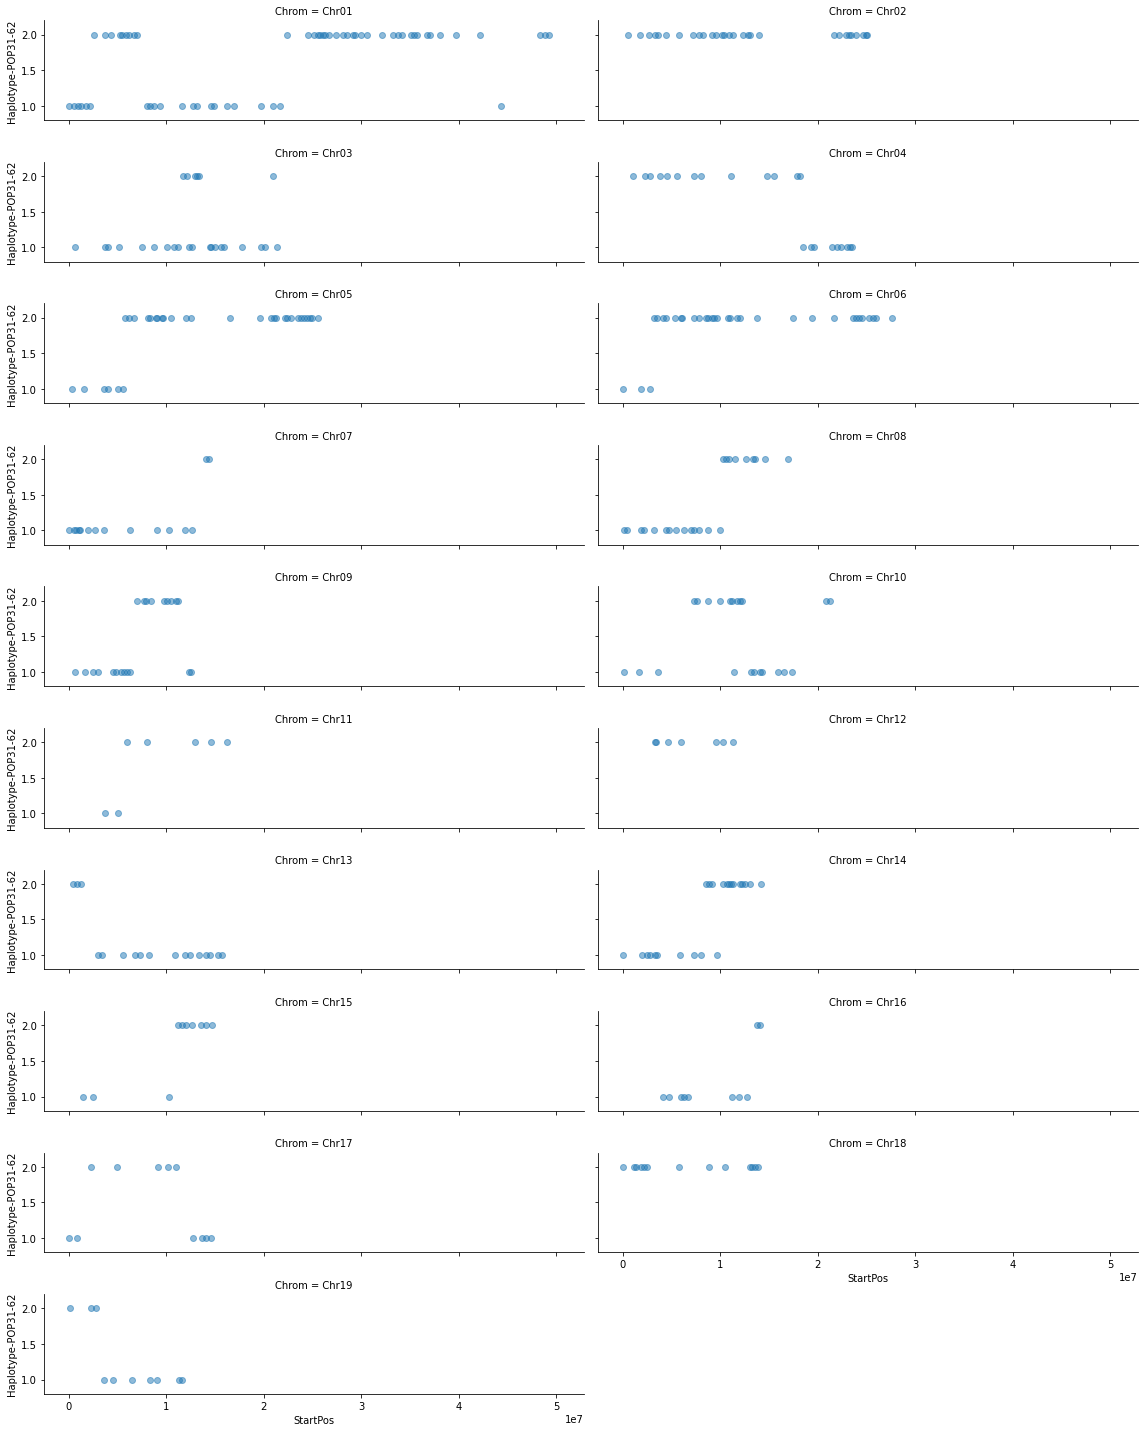 Chrom = Chr01
Chrom = Chr02
2.0
1.5
1.0
Haplotype-POP31-62
Chrom = Chr03
Chrom = Chr04
2.0
1.5
1.0
Haplotype-POP31-62
Chrom = Chr05
Chrom = Chr06
2.0
1.5
1.0
Haplotype-POP31-62
Chrom = Chr07
Chrom = Chr08
2.0
1.5
1.0
Haplotype-POP31-62
Chrom = Chr09
Chrom = Chr10
2.0
1.5
1.0
Haplotype-POP31-62
Chrom = Chr11
Chrom = Chr12
2.0
1.5
1.0
Haplotype-POP31-62
Chrom = Chr13
Chrom = Chr14
2.0
1.5
1.0
Haplotype-POP31-62
Chrom = Chr15
Chrom = Chr16
2.0
1.5
1.0
Haplotype-POP31-62
Chrom = Chr17
Chrom = Chr18
2.0
1.5
1.0
Haplotype-POP31-62
0 1 2 3 4 5
StartPos
1e7
Chrom = Chr19
2.0
1.5
1.0
Haplotype-POP31-62
0 1 2 3 4 5
StartPos
1e7